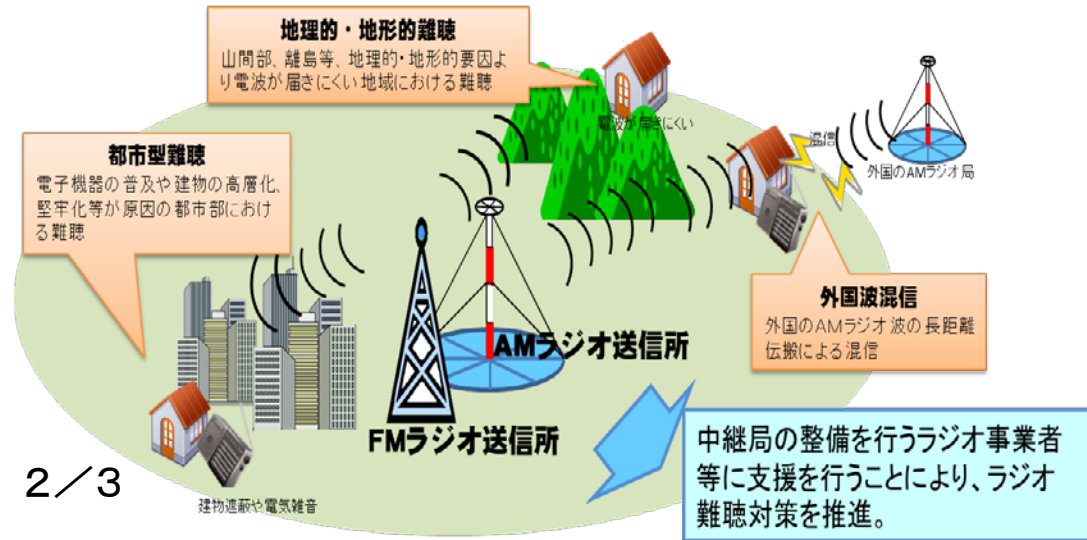 地理的・地形的難聴
山間部、離島等、地理的・地形的要因よ
り電波が届きにくい地域における難聴
電波が届きにくい
混信
外国のAMラジオ局
都市型難聴
電子機器の普及や建物の高層化、
堅牢化等が原因の都市部におけ
る難聴
外国波混信
外国のAMラジオ波の長距離
伝搬による混信
AMラジオ送信所
FMラジオ送信所
中継局の整備を行うラジオ事業者
等に支援を行うことにより、ラジオ
難聴対策を推進。
2/3
建物遮蔽や電気雑音